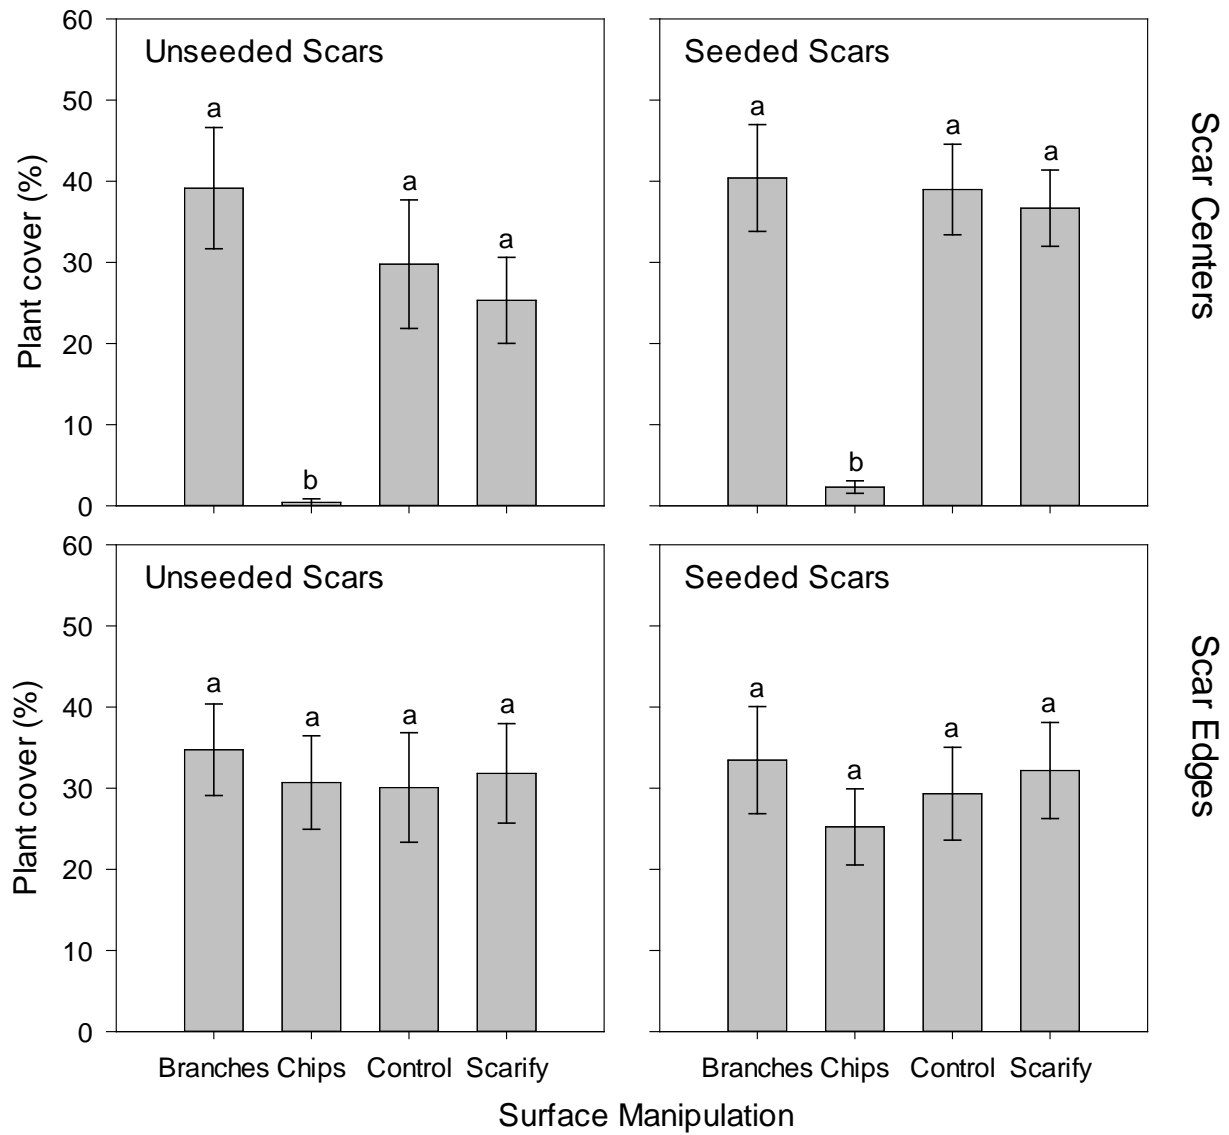 Unseeded Scars
Seeded Scars
Plant cover (%)
60
50
40
30
20
10
0
a
b
a
a
a
b
a
a
Scar Centers
Unseeded Scars
Seeded Scars
Plant cover (%)
60
50
40
30
20
10
0
a
a
a
a
a
a
a
a
Scar Edges
Branches Chips Control Scarify
Branches Chips Control Scarify
Surface Manipulation